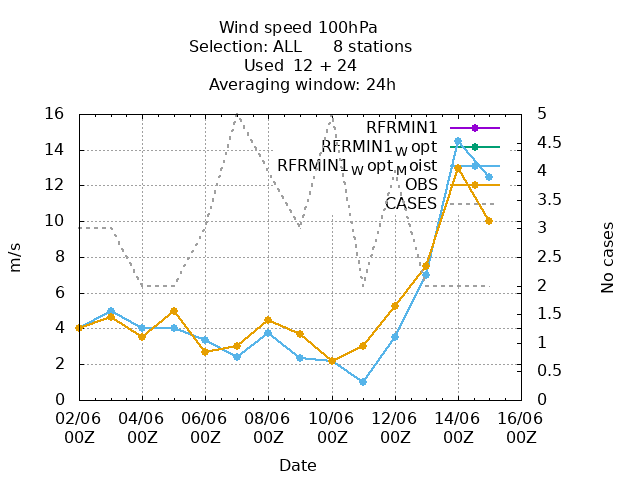 Wind speed 100hPa
Selection: ALL 8 stations
Used 12 + 24
Averaging window: 24h
16
14
12
10
8
6
4
2
0
5
4.5
4
3.5
3
2.5
2
1.5
1
0.5
0
RFRMIN1
RFRMIN1W opt
RFRMIN1W opt Moist
OBS
CASES
m/s
No cases
02/06 04/06 06/06 08/06 10/06 12/06 14/06 16/06
00Z 00Z 00Z 00Z 00Z 00Z 00Z 00Z
Date